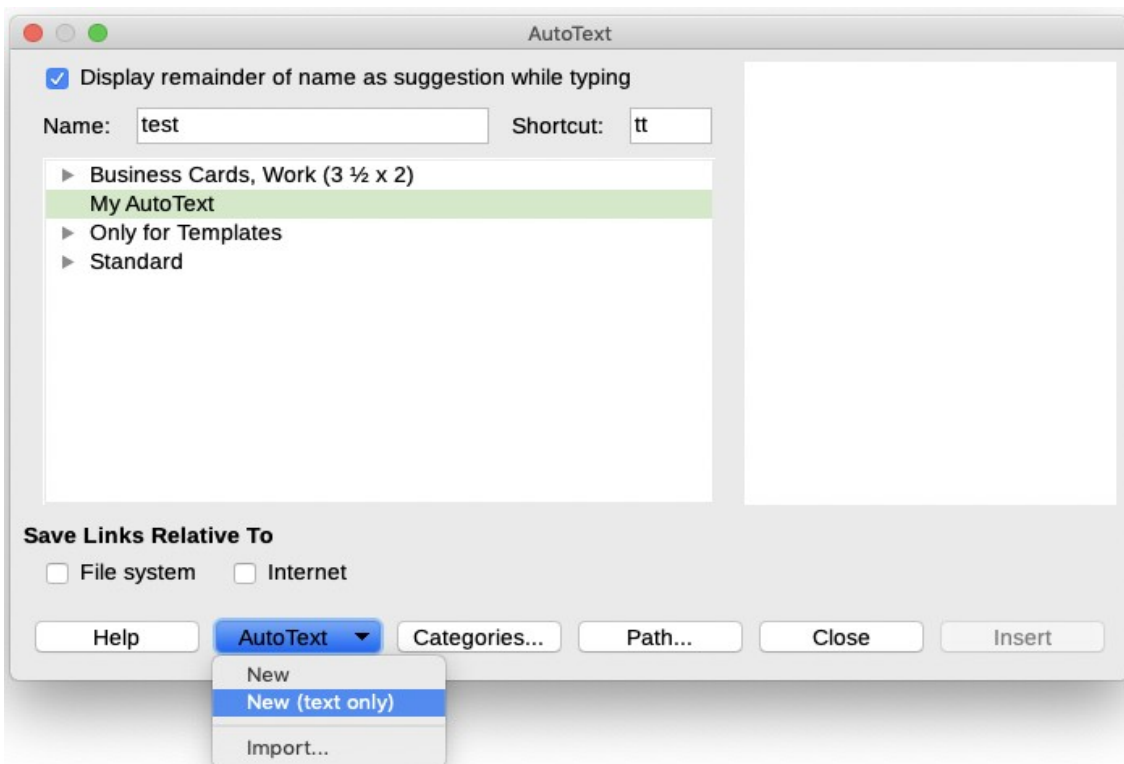 AutoText
Display remainder of name as suggestion while typing
Name: test Shortcut: tt
Business Cards, Work (3 ½ x 2)
My AutoText
Only for Templates
Standard
Save Links Relative To
File system Internet
Help AutoText Categories... Path... Close Insert
New
New (text only)
Import...